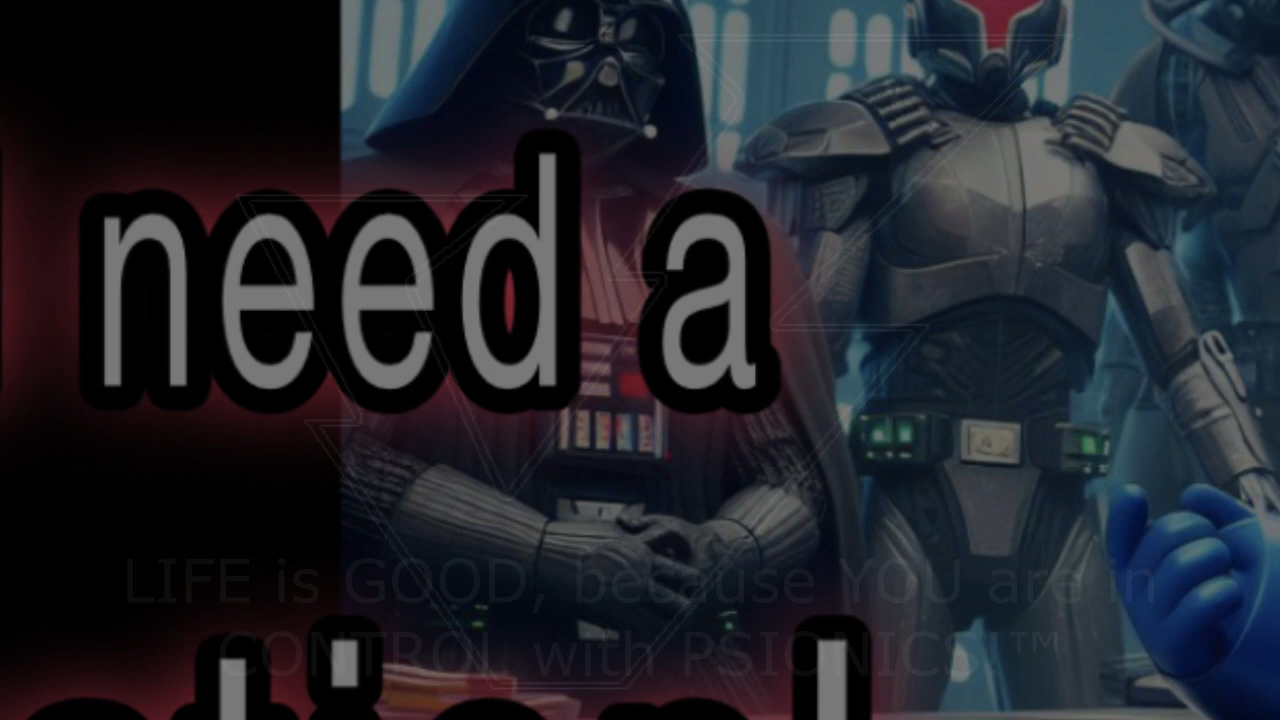 need a
LIFE is GOOD, because YOU are in
CONTROL with PSIONICS!™